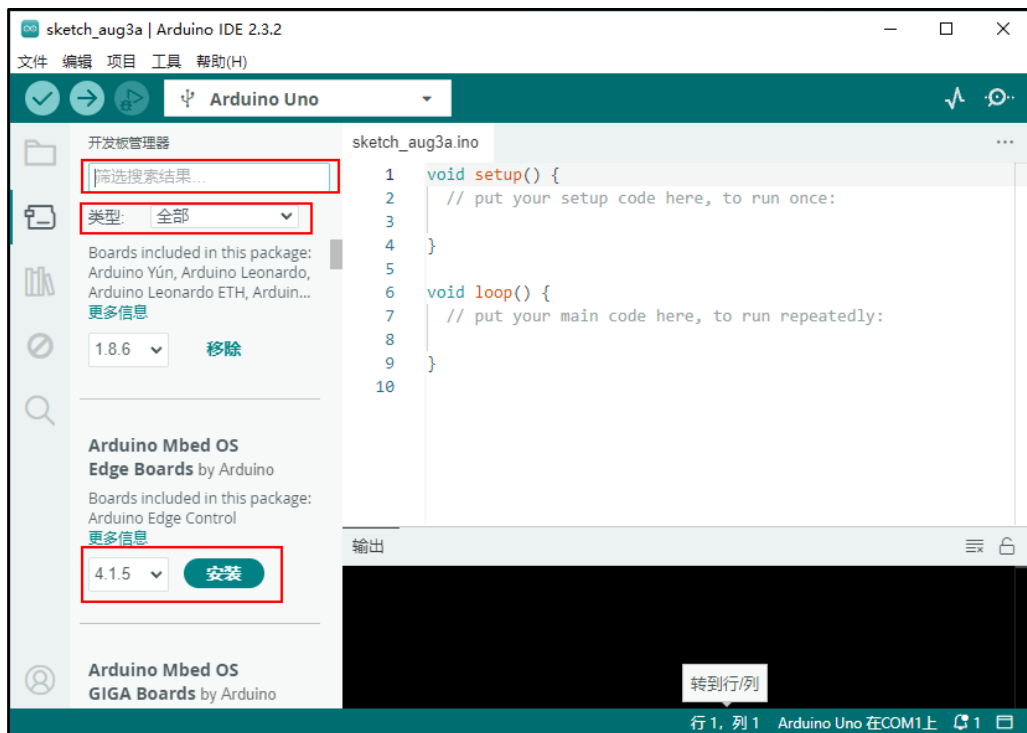 sketch_aug3a | Arduino IDE 2.3.2
文件 编辑 项目 工具 帮助(H)
Arduino Uno
开发板管理器
筛选搜索结果...
类型: 全部
Boards included in this package:
Arduino Yún, Arduino Leonardo,
Arduino Leonardo ETH, Arduin...
更多信息
1.8.6 移除
Arduino Mbed OS
Edge Boards by Arduino
Boards included in this package:
Arduino Edge Control
更多信息
4.1.5 安装
Arduino Mbed OS
GIGA Boards by Arduino
sketch_aug3a.ino
...
1 void setup() {
2 // put your setup code here, to run once:
3
4 }
5
6 void loop() {
7 // put your main code here, to run repeatedly:
8
9 }
10
输出
转到行/列
行 1，列 1 Arduino Uno 在COM1上 1